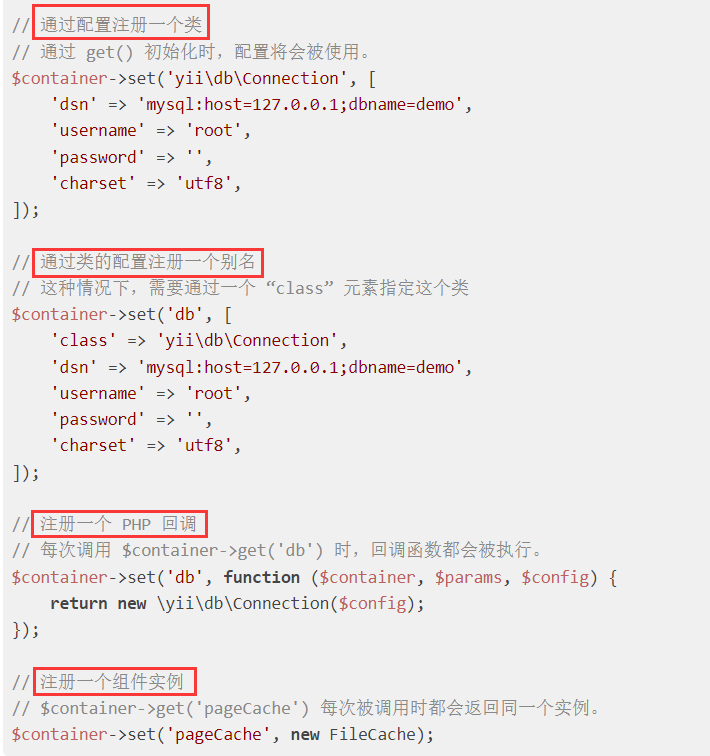 // 通过配置注册一个类
// 通过 get() 初始化时，配置将会被使用。
$container->set('yii\db\Connection', [
    'dsn' => 'mysql:host=127.0.0.1;dbname=demo',
    'username' => 'root',
    'password' => '',
    'charset' => 'utf8',
]);

// 通过类的配置注册一个别名
// 这种情况下，需要通过一个 “class” 元素指定这个类
$container->set('db', [
    'class' => 'yii\db\Connection',
    'dsn' => 'mysql:host=127.0.0.1;dbname=demo',
    'username' => 'root',
    'password' => '',
    'charset' => 'utf8',
]);

// 注册一个 PHP 回调
// 每次调用 $container->get('db') 时，回调函数都会被执行。
$container->set('db', function ($container, $params, $config) {
    return new \yii\db\Connection($config);
});

// 注册一个组件实例
// $container->get('pageCache') 每次被调用时都会返回同一个实例。
$container->set('pageCache', new FileCache);